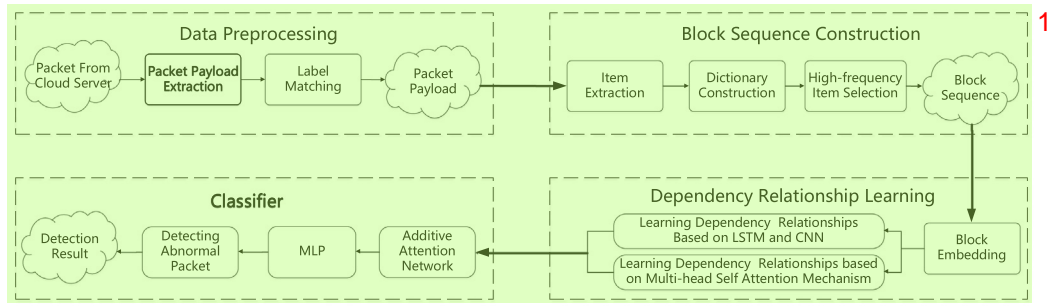 Data Preprocessing
Packet From
Cloud Server
Packet Payload
Extraction
Label
Matching
Packet
Payload
Block Sequence Construction
1
Item
Extraction
Dictionary
Construction
High-frequency
Item Selection
Block
Sequence
Classifier
Detection
Result
Detecting
Abnormal
Packet
MLP
Additive
Attention
Network
Dependency Relationship Learning
Learning Dependency Relationships
Based on LSTM and CNN
Learning Dependency Relationships based
on Multi-head Self Attention Mechanism
Block
Embedding